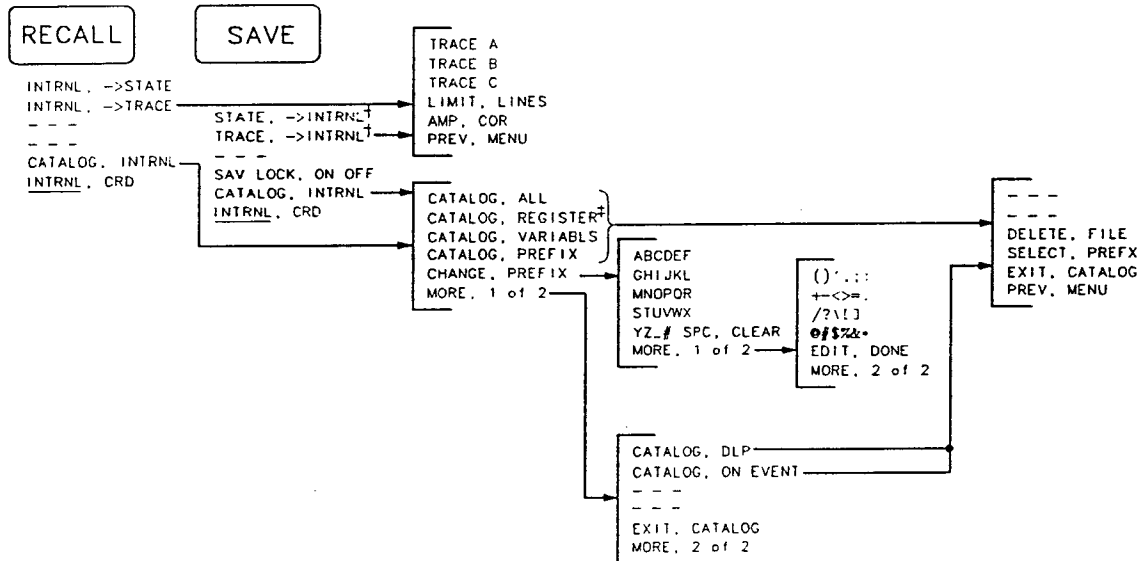 RECALL
SAVE
INTRNL, ->STATE
INTRNL, ->TRACE
- - -
- - -
CATALOG, INTRNL
INTRNL, CRD
STATE, ->INTRNL†
TRACE, ->INTRNL†
- - -
SAV LOCK, ON OFF
CATALOG, INTRNL
INTRNL, CRD
TRACE A
TRACE B
TRACE C
LIMIT, LINES
AMP, COR
PREV, MENU
CATALOG, ALL
CATALOG, REGISTER‡
CATALOG, VARIABLS
CATALOG, PREFIX
CHANGE, PREFIX
MORE, 1 of 2
ABCDEF
GHIJKL
MNOPQR
STUVWX
YZ_# SPC, CLEAR
MORE, 1 of 2
()'.;:
+-<>=.
/?\[]
@#$%&*
EDIT, DONE
MORE, 2 of 2
CATALOG, DLP
CATALOG, ON EVENT
- - -
- - -
EXIT, CATALOG
MORE, 2 of 2
- - -
- - -
DELETE, FILE
SELECT, PREFX
EXIT, CATALOG
PREV, MENU